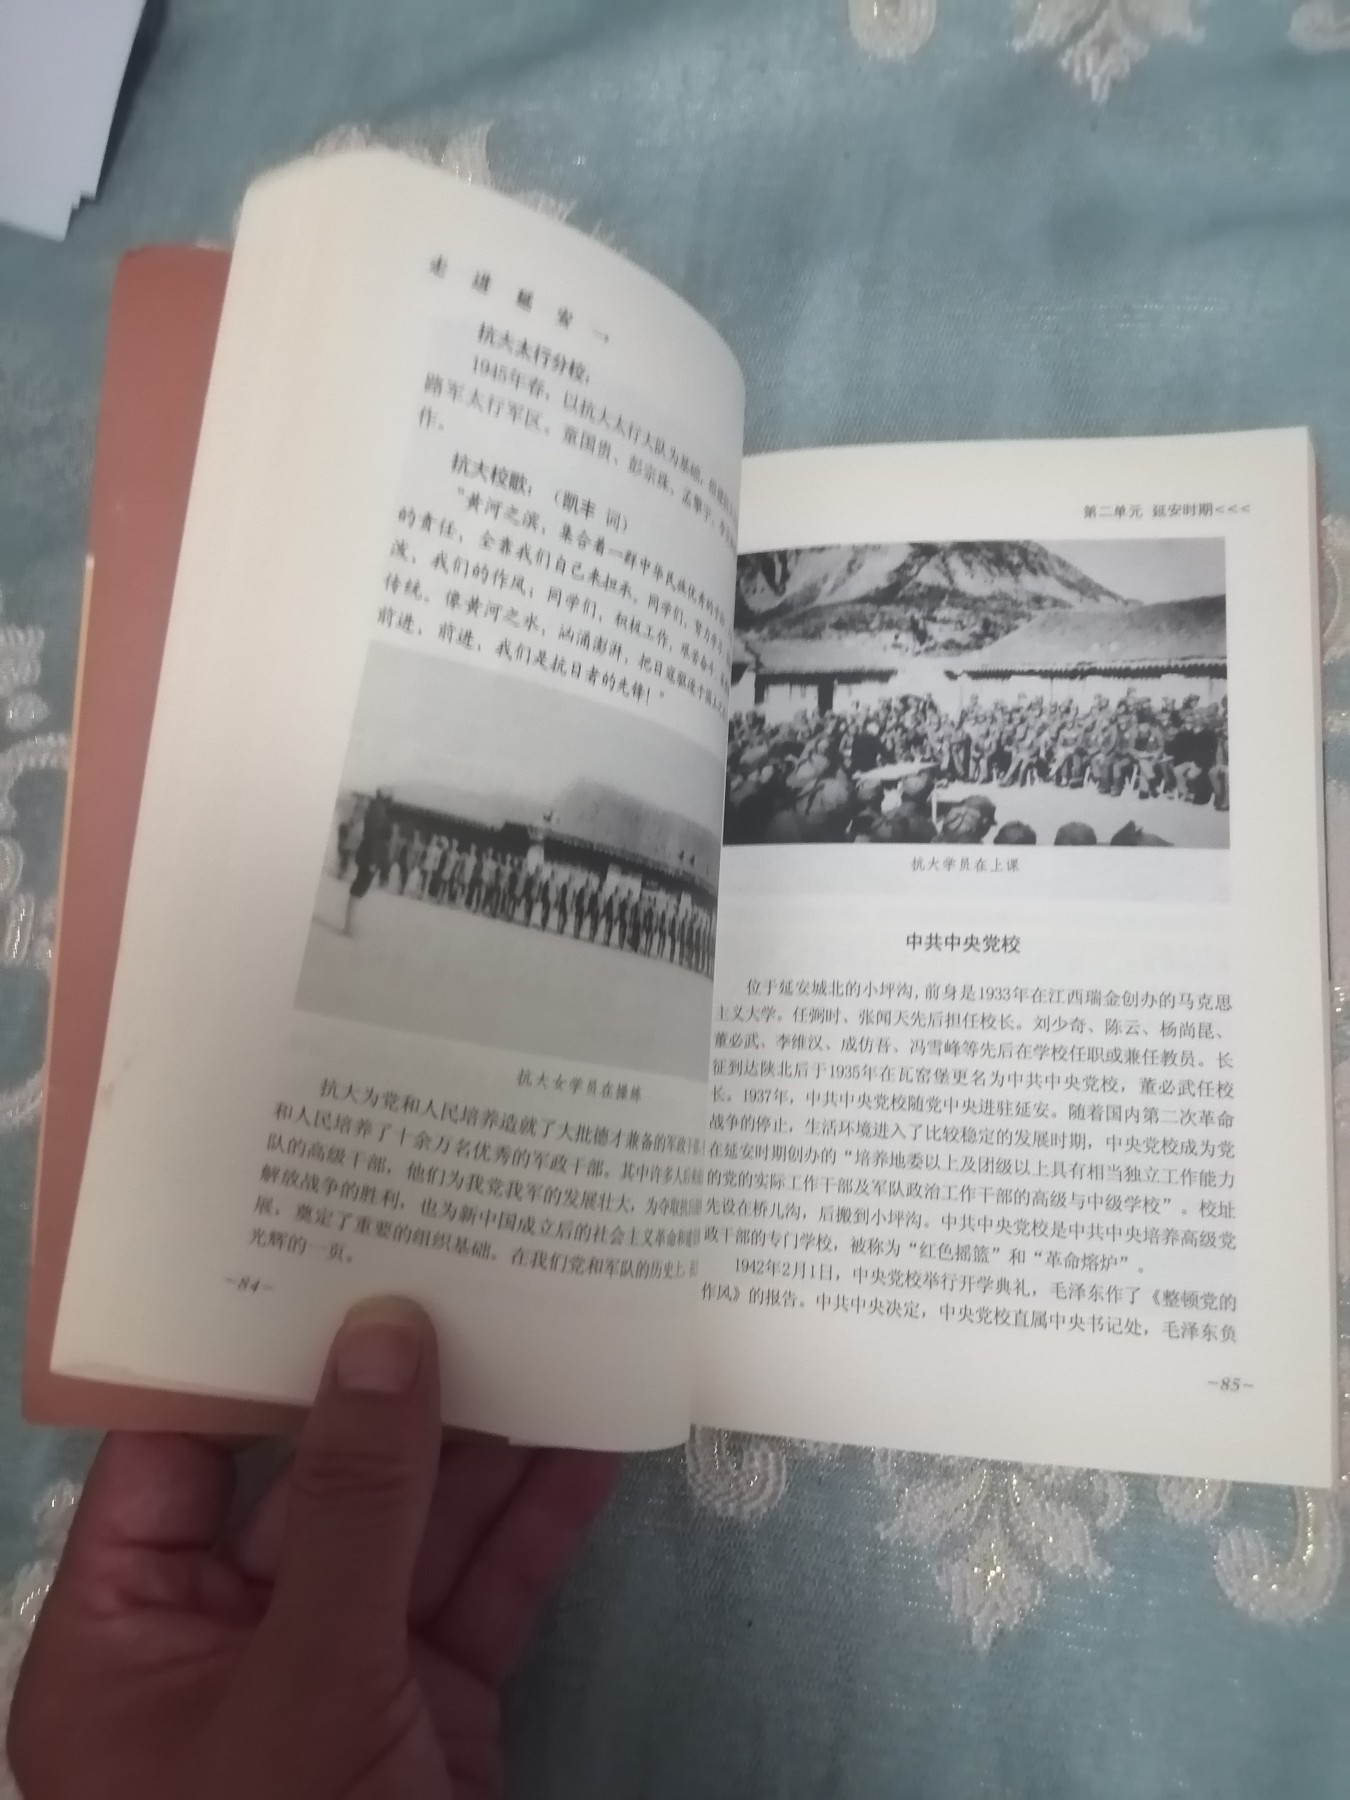 走进延安
抗大太行分校：
1945年春，以抗大太行大队为基础，
路军太行军区。童国贵、彭宗珠、
作。
抗大校歌：（凯丰 词）
“黄河之滨，集合着一群中华民族优秀的子
的责任，全靠我们自己来担承。同学们，努力学习，
泼，我们的作风；同学们，积极工作，艰苦奋斗，
传统。像黄河之水，汹涌澎湃，把日寇驱逐于国土之
前进，前进，我们是抗日者的先锋！”
抗大女学员在操练
抗大为党和人民培养造就了大批德才兼备的军政干
和人民培养了十余万名优秀的军政干部。其中许多人
队的高级干部，他们为我党我军的发展壮大，为夺取抗
解放战争的胜利，也为新中国成立后的社会主义革命和
展，奠定了重要的组织基础。在我们党和军队的历史上，
光辉的一页。
-84-
第二单元 延安时期<<<
抗大学员在上课
中共中央党校
位于延安城北的小坪沟，前身是1933年在江西瑞金创办的马克思
主义大学。任弼时、张闻天先后担任校长。刘少奇、陈云、杨尚昆、
董必武、李维汉、成仿吾、冯雪峰等先后在学校任职或兼任教员。长
征到达陕北后于1935年在瓦窑堡更名为中共中央党校，董必武任校
长。1937年，中共中央党校随党中央进驻延安。随着国内第二次革命
战争的停止，生活环境进入了比较稳定的发展时期，中央党校成为党
在延安时期创办的“培养地委以上及团级以上具有相当独立工作能力
的党的实际工作干部及军队政治工作干部的高级与中级学校”。校址
先设在桥儿沟，后搬到小坪沟。中共中央党校是中共中央培养高级党
政干部的专门学校，被称为“红色摇篮”和“革命熔炉”。
1942年2月1日，中央党校举行开学典礼，毛泽东作了《整顿党的
作风》的报告。中共中央决定，中央党校直属中央书记处，毛泽东负
-85-